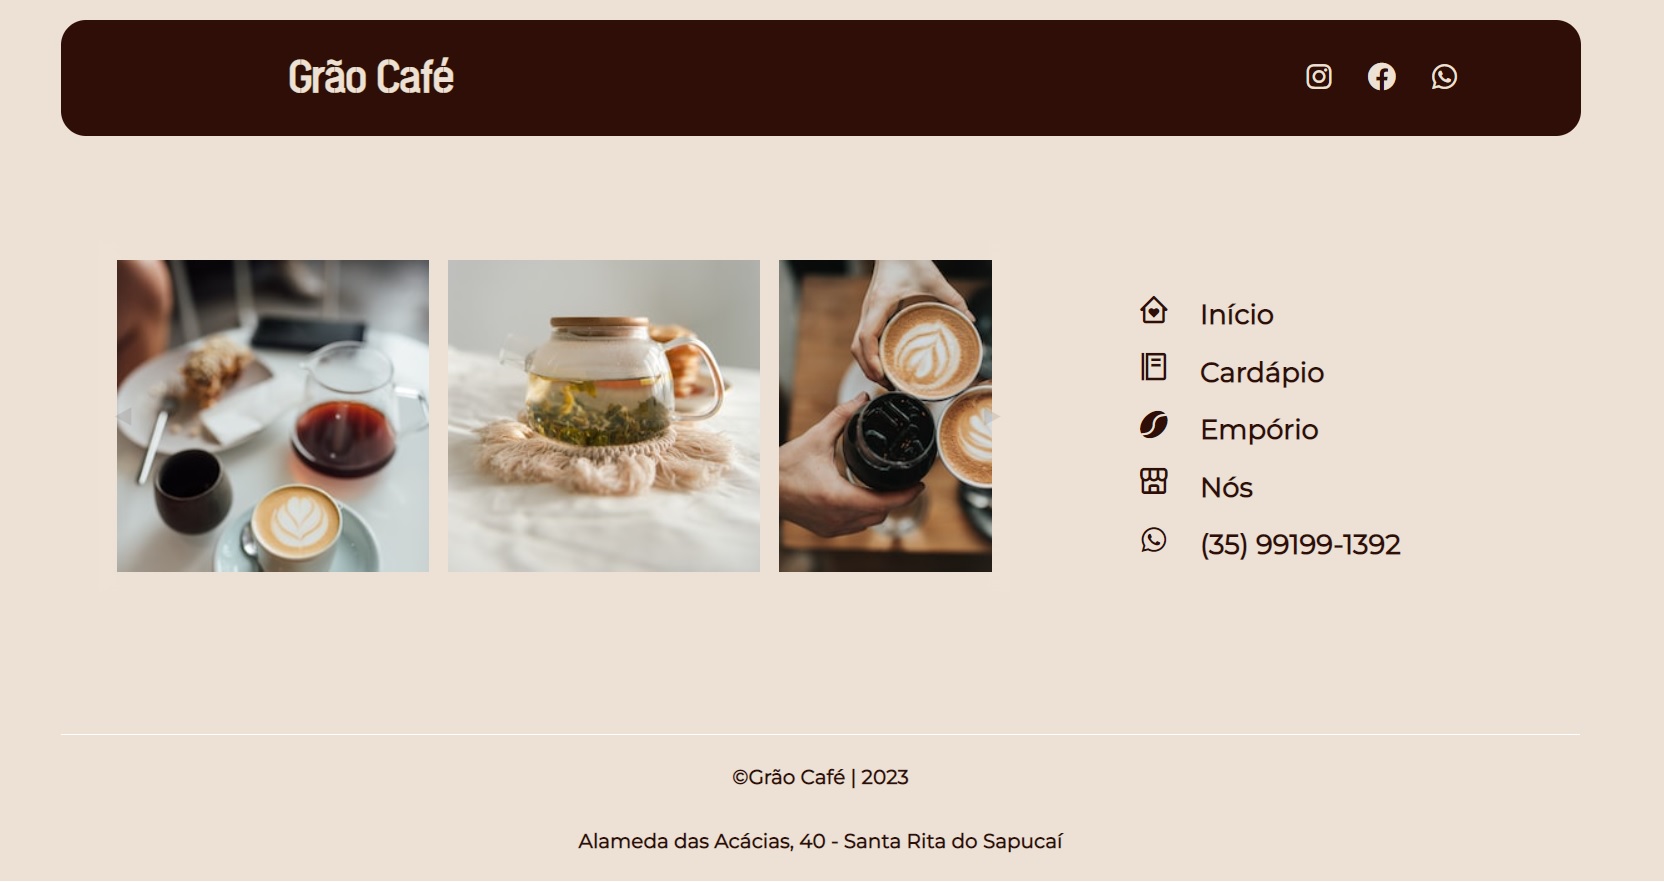 Grão Café
Início
Cardápio
Empório
Nós
(35) 99199-1392
©Grão Café | 2023
Alameda das Acácias, 40 - Santa Rita do Sapucaí